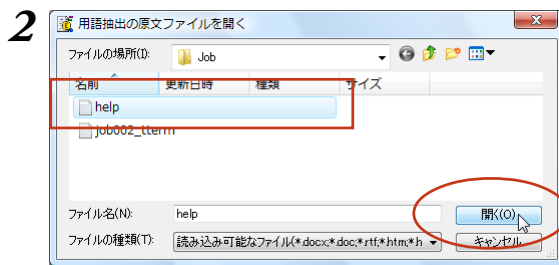 2
用語抽出の原文ファイルを開く
ファイルの場所(I): Job
名前 更新日時 種類 サイズ
help
job002_tterm
ファイル名(N): help 開く(O)
ファイルの種類(T): 読み込み可能なファイル(*.docx;*.doc;*.rtf;*.htm;*.h キャンセル